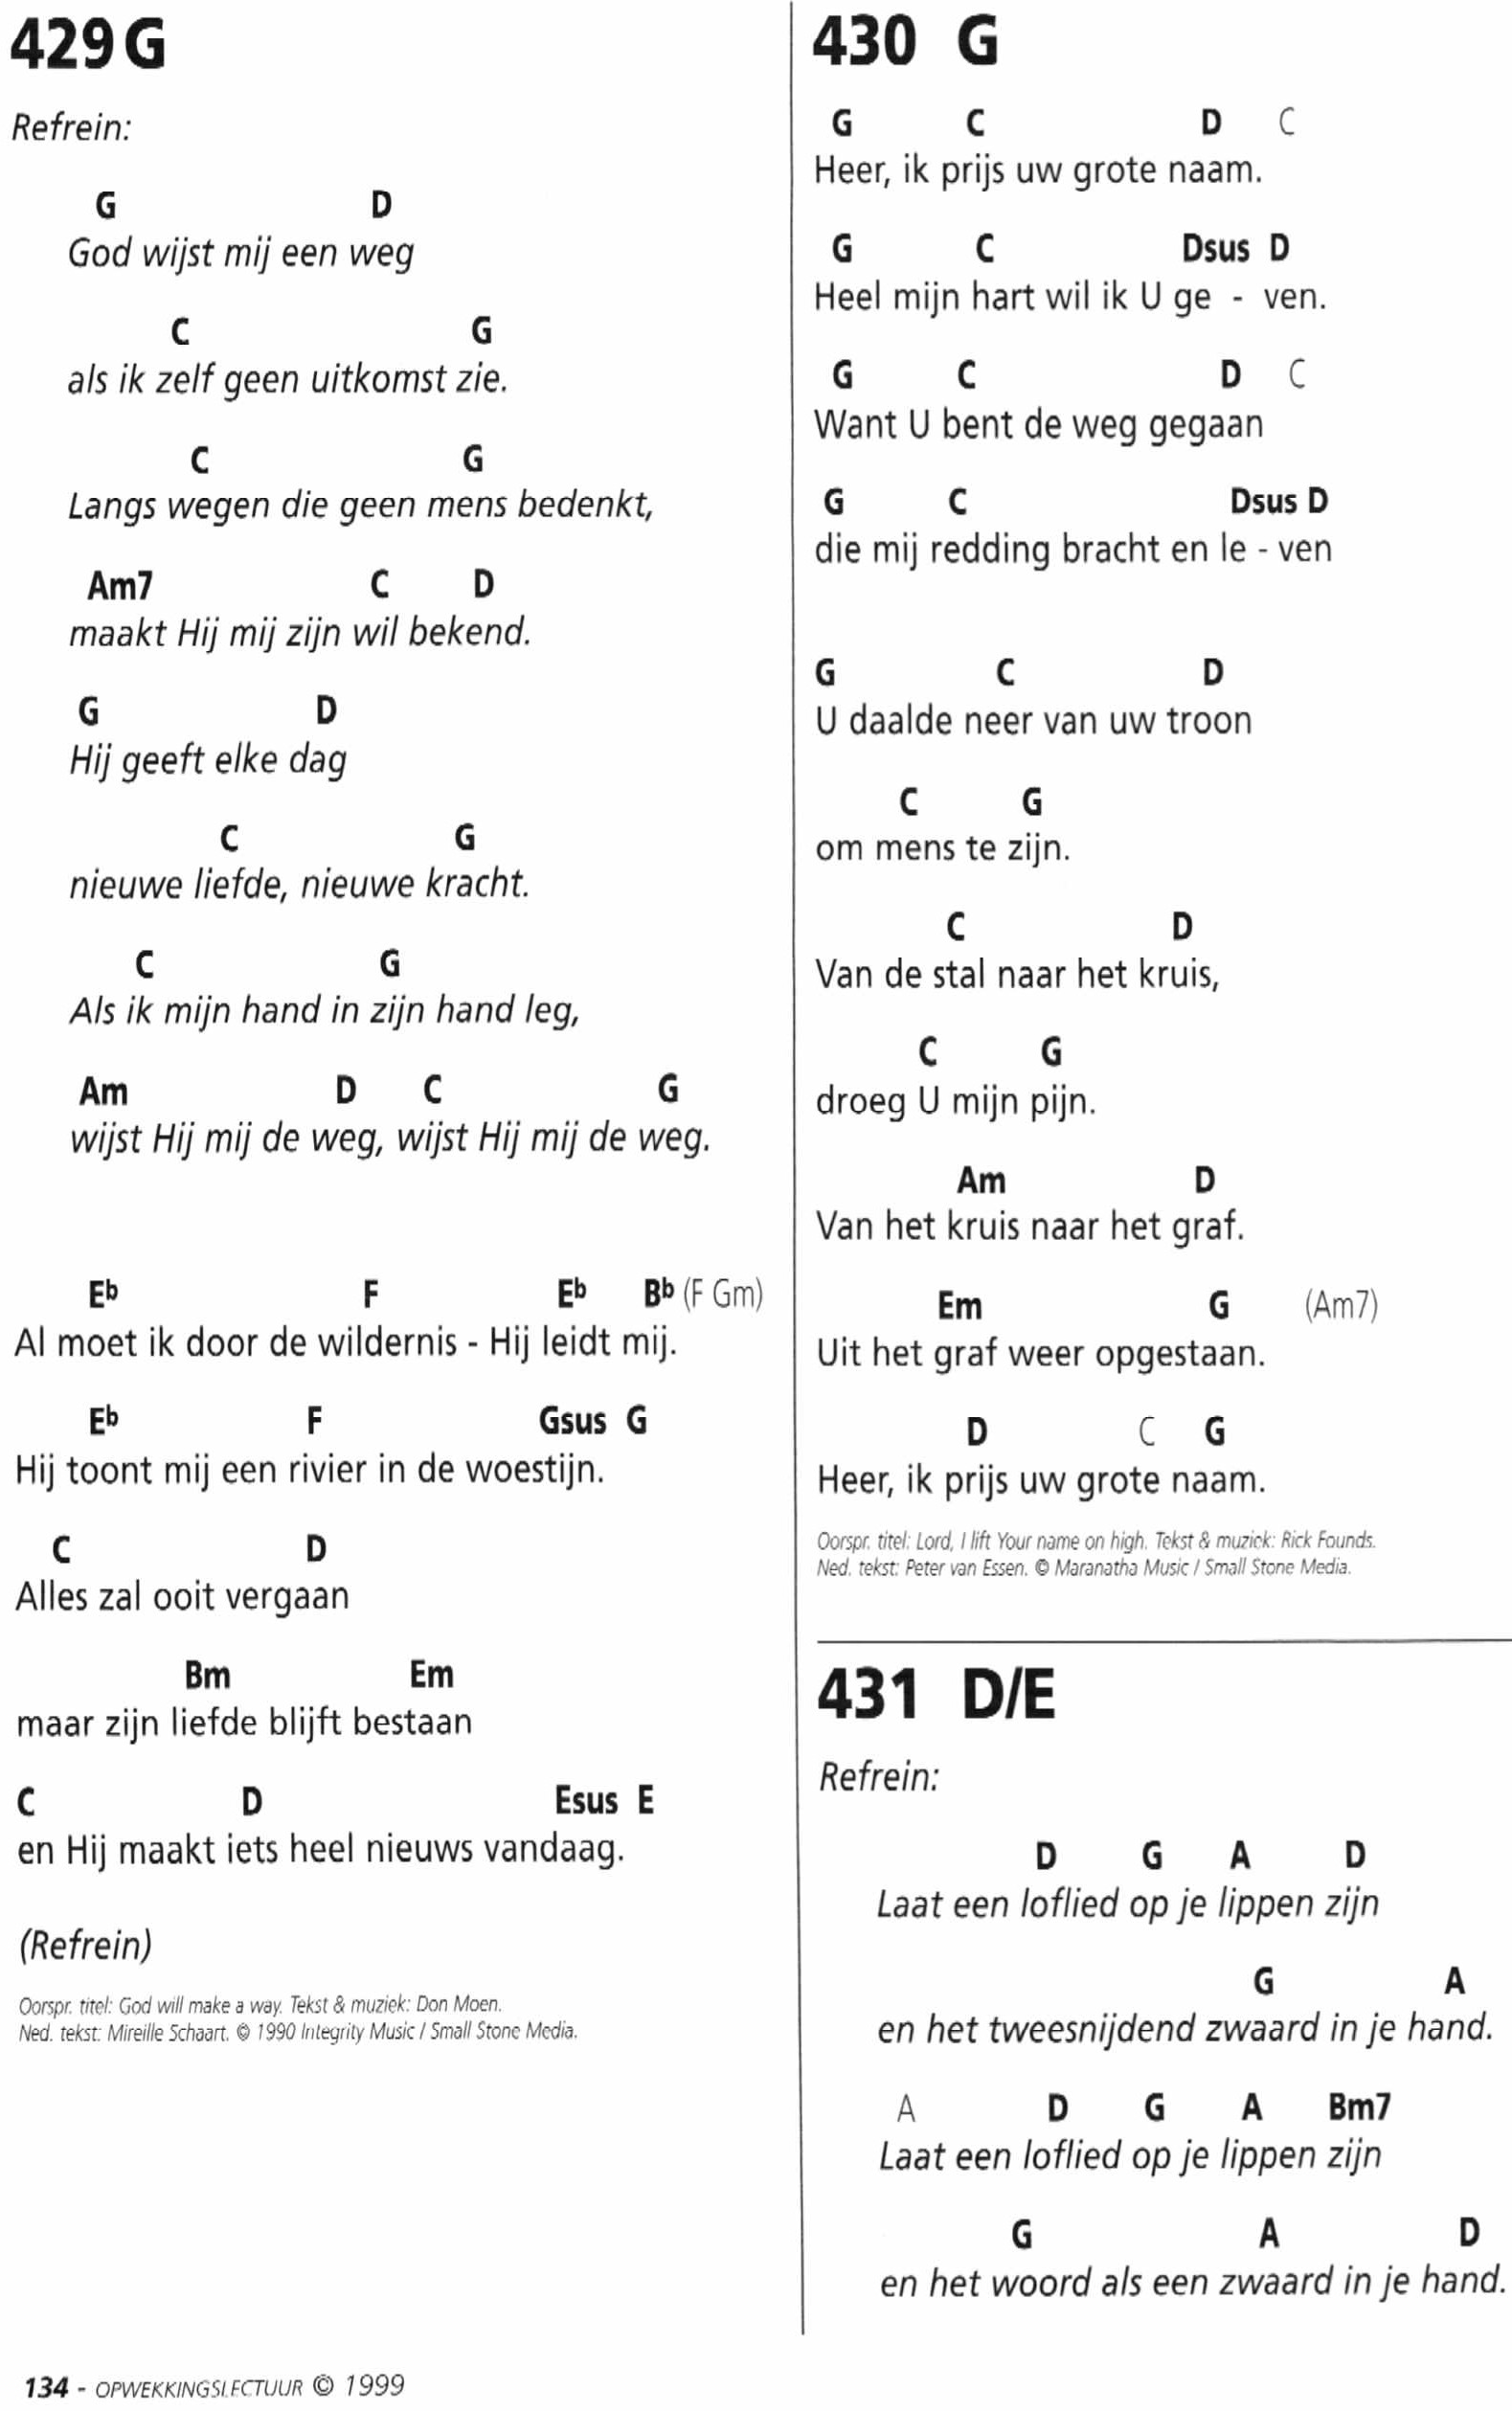 429 G
Refrein:
G D
God wijst mij een weg
C G
als ik zelf geen uitkomst zie.
C G
Langs wegen die geen mens bedenkt,
Am7 C D
maakt Hij mij zijn wil bekend.
G D
Hij geeft elke dag
C G
nieuwe liefde, nieuwe kracht.
C G
Als ik mijn hand in zijn hand leg,
Am D C G
wijst Hij mij de weg, wijst Hij mij de weg.
Eb F Eb Bb (F Gm)
Al moet ik door de wildernis - Hij leidt mij.
Eb F Gsus G
Hij toont mij een rivier in de woestijn.
C D
Alles zal ooit vergaan
Bm Em
maar zijn liefde blijft bestaan
C D Esus E
en Hij maakt iets heel nieuws vandaag.
(Refrein)
Oorspr. titel: God will make a way. Tekst & muziek: Don Moen.
Ned. tekst: Mireille Schaart. © 1990 Integrity Music / Small Stone Media.
430 G
G C D C
Heer, ik prijs uw grote naam.
G C Dsus D
Heel mijn hart wil ik U ge - ven.
G C D C
Want U bent de weg gegaan
G C Dsus D
die mij redding bracht en le - ven
G C D
U daalde neer van uw troon
C G
om mens te zijn.
C D
Van de stal naar het kruis,
C G
droeg U mijn pijn.
Am D
Van het kruis naar het graf.
Em G (Am7)
Uit het graf weer opgestaan.
D C G
Heer, ik prijs uw grote naam.
Oorspr. titel: Lord, I lift Your name on high. Tekst & muziek: Rick Founds.
Ned. tekst: Peter van Essen. © Maranatha Music / Small Stone Media.
431 D/E
Refrein:
D G A D
Laat een loflied op je lippen zijn
G A
en het tweesnijdend zwaard in je hand.
A D G A Bm7
Laat een loflied op je lippen zijn
G A D
en het woord als een zwaard in je hand.
134 - OPWEKKINGSLECTUUR © 1999